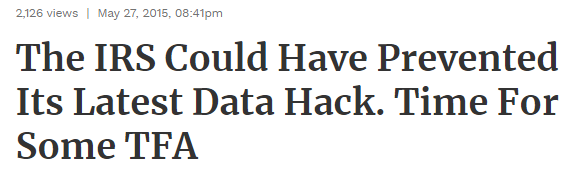 2,126 views | May 27, 2015, 08:41pm
The IRS Could Have Prevented
Its Latest Data Hack. Time For
Some TFA